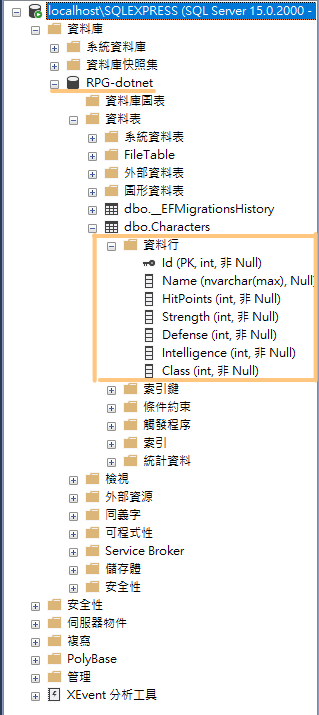 localhost\SQLEXPRESS (SQL Server 15.0.2000 -
資料庫
系統資料庫
資料庫快照集
RPG-dotnet
資料庫圖表
資料表
系統資料表
FileTable
外部資料表
圖形資料表
dbo.__EFMigrationsHistory
dbo.Characters
資料行
Id (PK, int, 非 Null)
Name (nvarchar(max), Null)
HitPoints (int, 非 Null)
Strength (int, 非 Null)
Defense (int, 非 Null)
Intelligence (int, 非 Null)
Class (int, 非 Null)
索引鍵
條件約束
觸發程序
索引
統計資料
檢視
外部資源
同義字
可程式性
Service Broker
儲存體
安全性
安全性
伺服器物件
複寫
PolyBase
管理
XEvent 分析工具